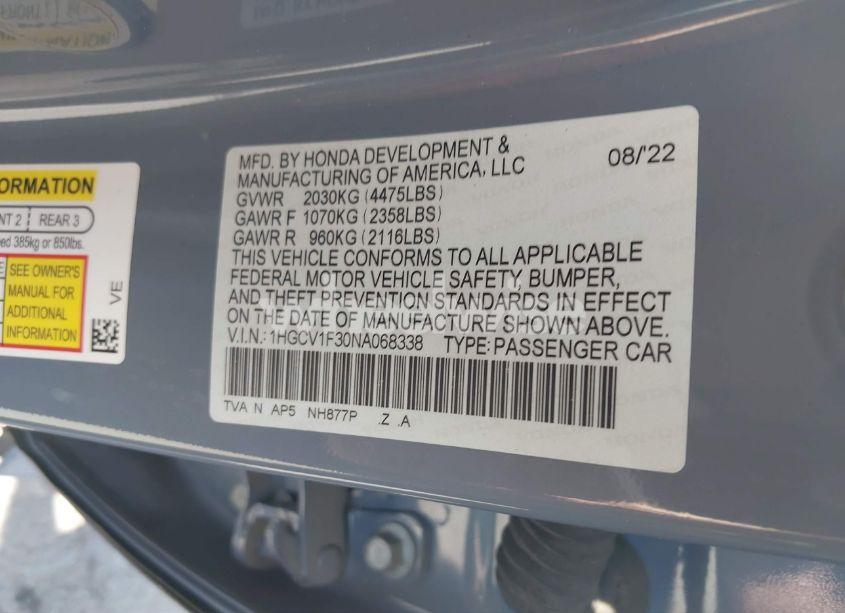 ORMATION
NT 2 REAR 3
ed 385kg or 850lbs.
SEE OWNER'S
MANUAL FOR
ADDITIONAL
INFORMATION
VE
MFD. BY HONDA DEVELOPMENT &
MANUFACTURING OF AMERICA, LLC 08/'22
GVWR 2030KG (4475LBS)
GAWR F 1070KG (2358LBS)
GAWR R 960KG (2116LBS)
THIS VEHICLE CONFORMS TO ALL APPLICABLE
FEDERAL MOTOR VEHICLE SAFETY, BUMPER,
AND THEFT PREVENTION STANDARDS IN EFFECT
ON THE DATE OF MANUFACTURE SHOWN ABOVE.
V.I.N.: 1HGCV1F30NA068338 TYPE: PASSENGER CAR
TVA N AP5 NH877P .Z .A